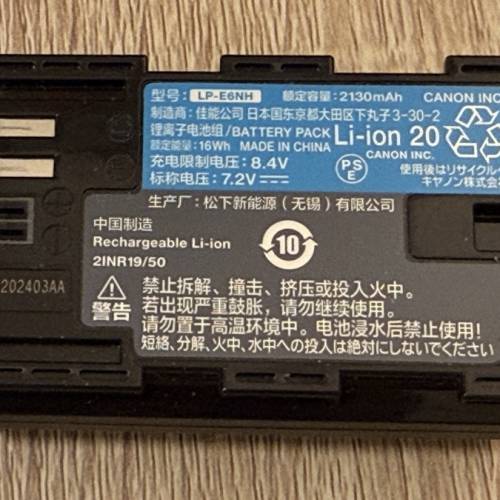 型号: LP-E6NH 额定容量: 2130mAh CANON INC.
制造商: 佳能公司 日本国东京都大田区下丸子3-30-2
锂离子电池组/BATTERY PACK Li-ion 20
额定能量: 16Wh MADE IN CHINA CANON INC.
充电限制电压: 8.4V PSE 使用後はリサイクル
标称电压: 7.2V⎓ キヤノン株式
生产厂: 松下新能源（无锡）有限公司
中国制造
Rechargeable Li-ion 10
2INR19/50
202403AA
警告
禁止拆解、撞击、挤压或投入火中。
若出现严重鼓胀，请勿继续使用。
请勿置于高温环境中。电池浸水后禁止使用!
短絡、分解、火中、水中への投入は絶対にしないでください